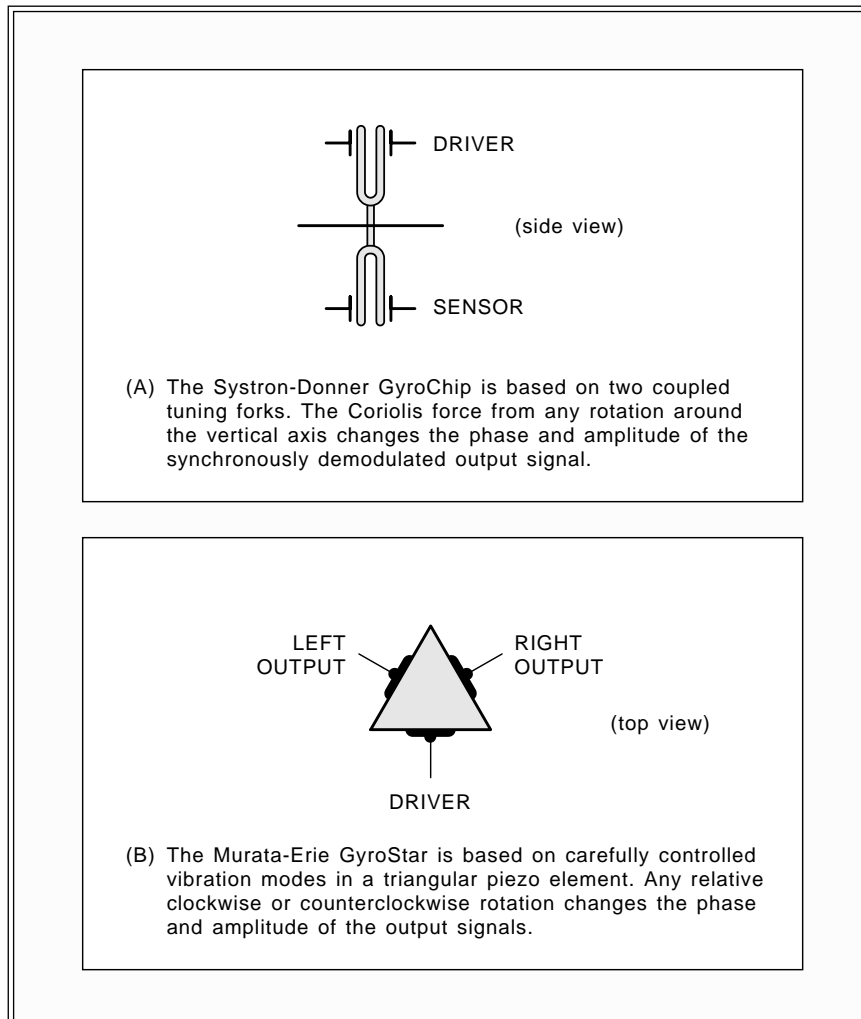 DRIVER
(side view)
SENSOR
(A) The Systron-Donner GyroChip is based on two coupled
tuning forks. The Coriolis force from any rotation around
the vertical axis changes the phase and amplitude of the
synchronously demodulated output signal.
LEFT
OUTPUT
RIGHT
OUTPUT
(top view)
DRIVER
(B) The Murata-Erie GyroStar is based on carefully controlled
vibration modes in a triangular piezo element. Any relative
clockwise or counterclockwise rotation changes the phase
and amplitude of the output signals.